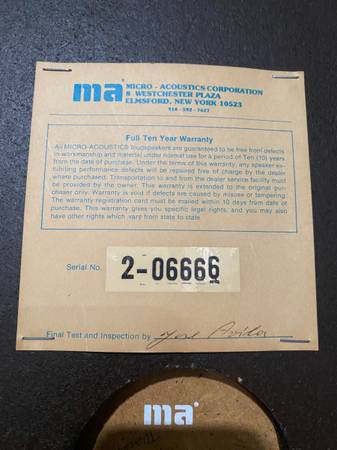 ma® MICRO - ACOUSTICS CORPORATION
8 WESTCHESTER PLAZA
ELMSFORD, NEW YORK 10523
914-592-7627
Full Ten Year Warranty
All MICRO-ACOUSTICS loudspeakers are guaranteed to be free from defects
in workmanship and material under normal use for a period of Ten (10) years
from the date of purchase. Under the terms of this warranty, any speaker ex-
hibiting performance defects will be repaired free of charge by the dealer
where purchased. Transportation to and from the dealer service facility must
be provided by the owner. This warranty is extended to the original pur-
chaser only. Warranty is void if defects are caused by misuse or tampering.
The warranty registration card must be mailed within 10 days from date of
purchase. This warranty gives you specific legal rights, and you may also
have other rights which vary from state to state.
Serial No. 2-06666
Final Test and Inspection by Jose Avila
ma®